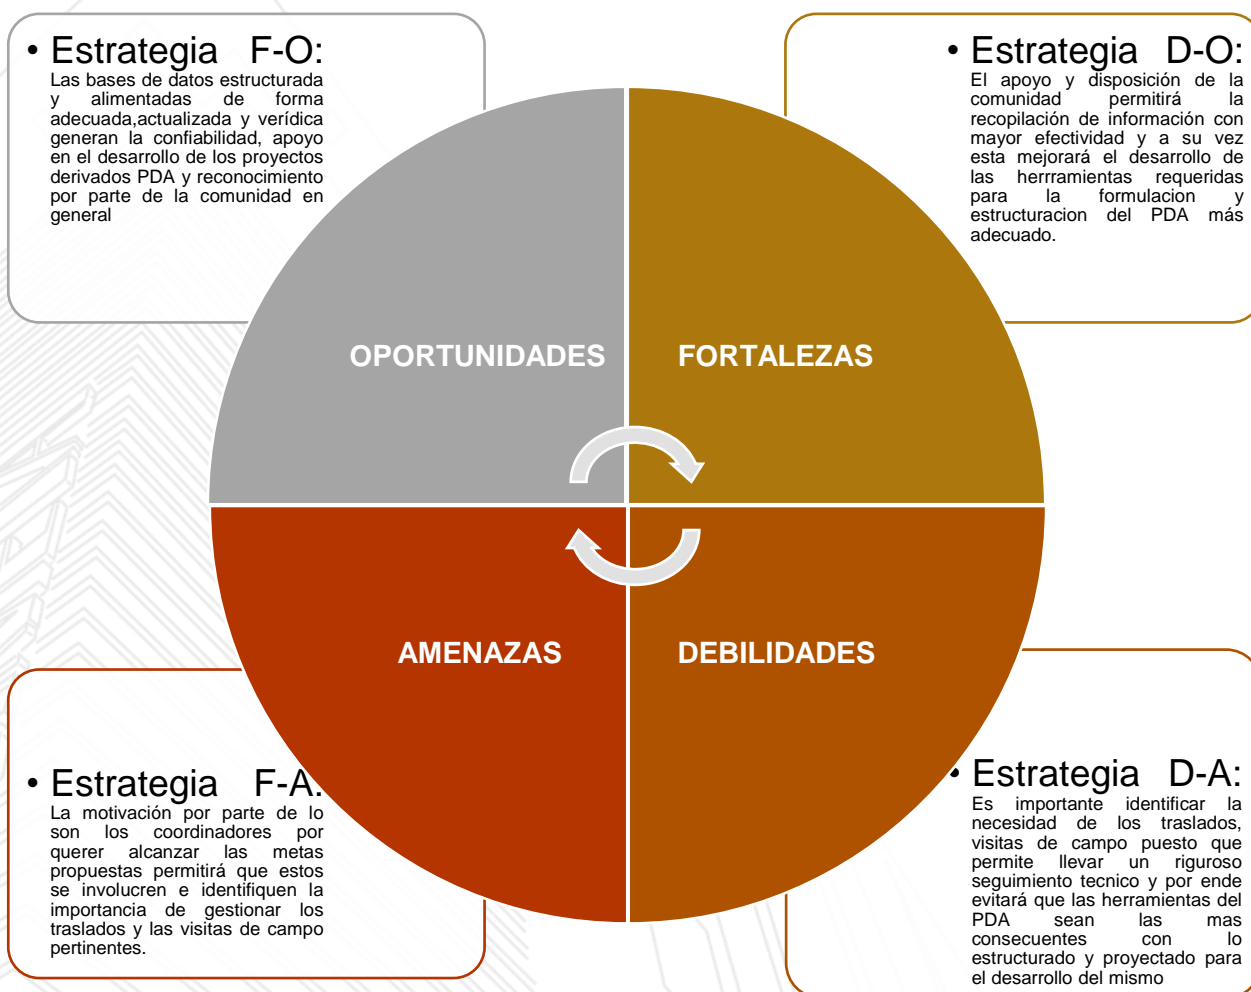 • Estrategia F-O:
Las bases de datos estructurada
y alimentadas de forma
adecuada,actualizada y verídica
generan la confiabilidad, apoyo
en el desarrollo de los proyectos
derivados PDA y reconocimiento
por parte de la comunidad en
general
• Estrategia D-O:
El apoyo y disposición de la
comunidad permitirá la
recopilación de información con
mayor efectividad y a su vez
esta mejorará el desarrollo de
las herrramientas requeridas
para la formulacion y
estructuracion del PDA más
adecuado.
OPORTUNIDADES
FORTALEZAS
AMENAZAS
DEBILIDADES
• Estrategia F-A:
La motivación por parte de lo
son los coordinadores por
querer alcanzar las metas
propuestas permitirá que estos
se involucren e identifiquen la
importancia de gestionar los
traslados y las visitas de campo
pertinentes.
• Estrategia D-A:
Es importante identificar la
necesidad de los traslados,
visitas de campo puesto que
permite llevar un riguroso
seguimiento tecnico y por ende
evitará que las herramientas del
PDA sean las mas
consecuentes con lo
estructurado y proyectado para
el desarrollo del mismo